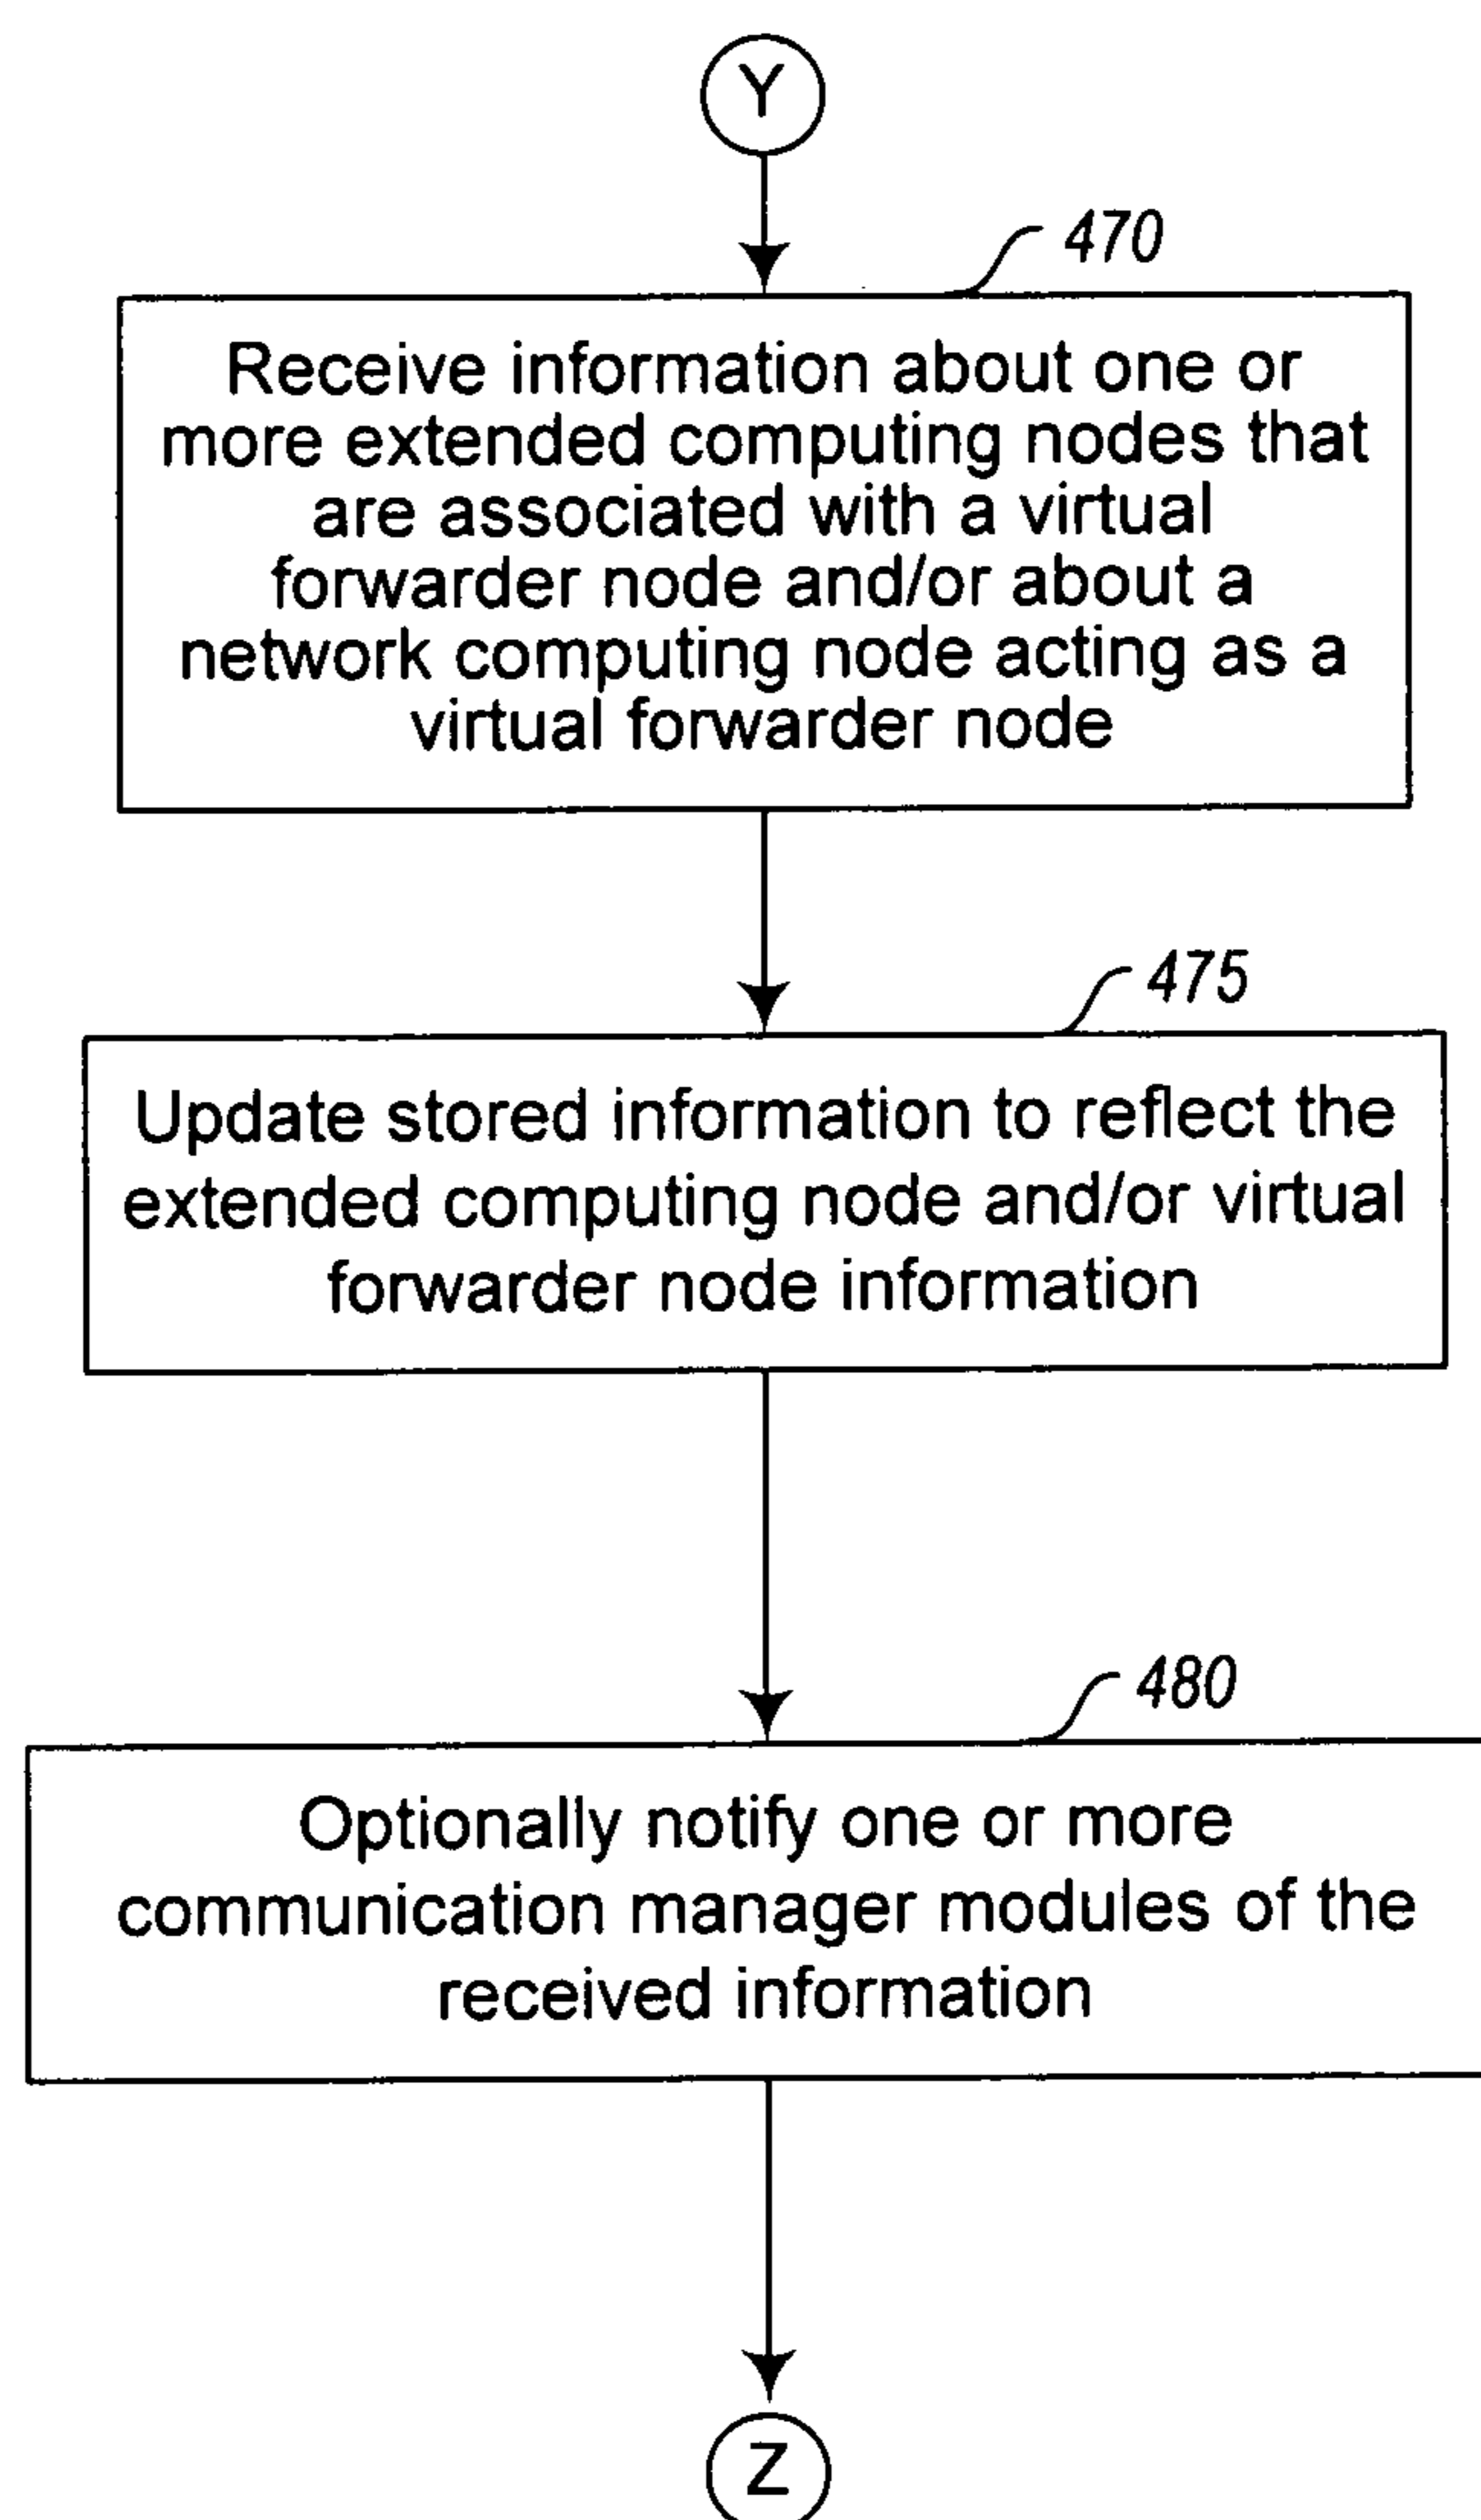 Y
470
Receive information about one or
more extended computing nodes that
are associated with a virtual
forwarder node and/or about a
network computing node acting as a
virtual forwarder node
475
Update stored information to reflect the
extended computing node and/or virtual
forwarder node information
480
Optionally notify one or more
communication manager modules of the
received information
Z